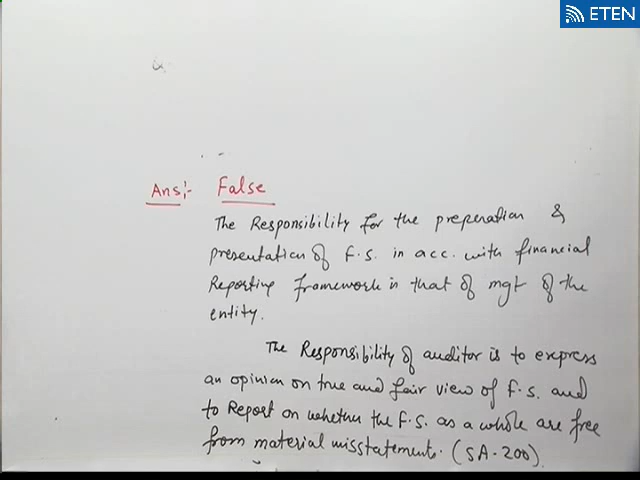 ETEN
Ans:- False
The Responsibility for the preperation &
presentation of F.S. in acc. with financial
Reporting framework is that of mgt of the
entity.
The Responsibility of auditor is to express
an opinion on true and fair view of F.S. and
to Report on whether the F.S. as a whole are free
from material misstatements. (SA-200).